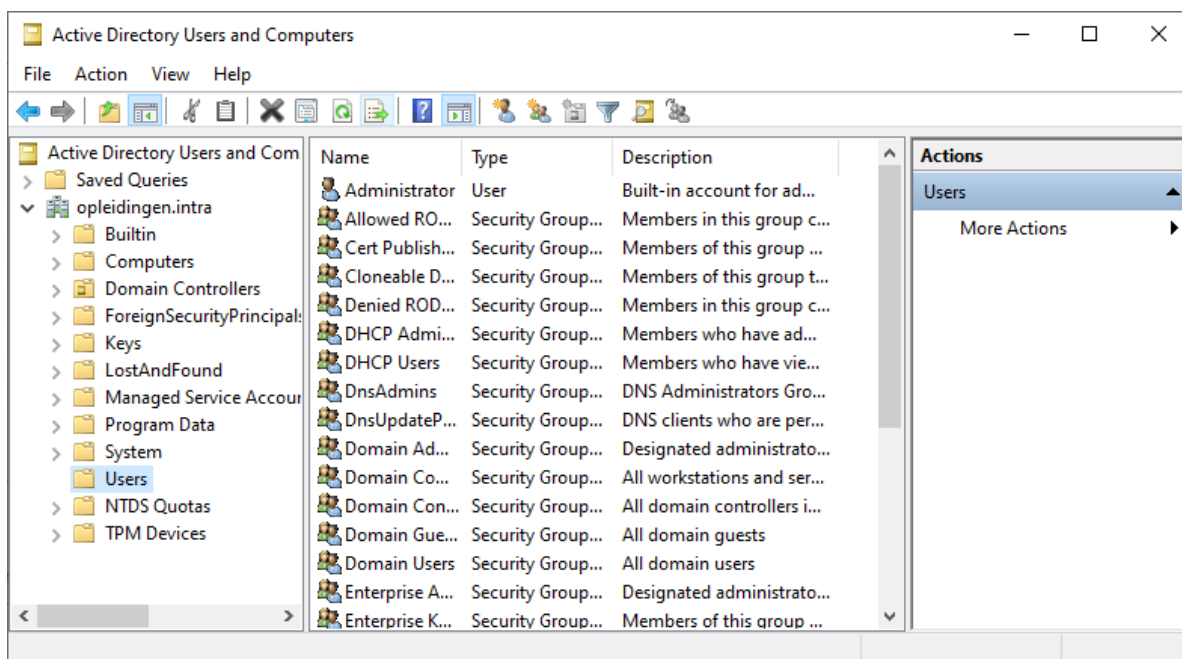 Active Directory Users and Computers
File Action View Help
Active Directory Users and Com
Saved Queries
opleidingen.intra
Builtin
Computers
Domain Controllers
ForeignSecurityPrincipals
Keys
LostAndFound
Managed Service Accour
Program Data
System
Users
NTDS Quotas
TPM Devices
Name Type Description
Administrator User Built-in account for ad...
Allowed RO... Security Group... Members in this group c...
Cert Publish... Security Group... Members of this group ...
Cloneable D... Security Group... Members of this group t...
Denied ROD... Security Group... Members in this group c...
DHCP Admi... Security Group... Members who have ad...
DHCP Users Security Group... Members who have vie...
DnsAdmins Security Group... DNS Administrators Gro...
DnsUpdateP... Security Group... DNS clients who are per...
Domain Ad... Security Group... Designated administrato...
Domain Co... Security Group... All workstations and ser...
Domain Con... Security Group... All domain controllers i...
Domain Gue... Security Group... All domain guests
Domain Users Security Group... All domain users
Enterprise A... Security Group... Designated administrato...
Enterprise K... Security Group... Members of this group ...
Actions
Users
More Actions